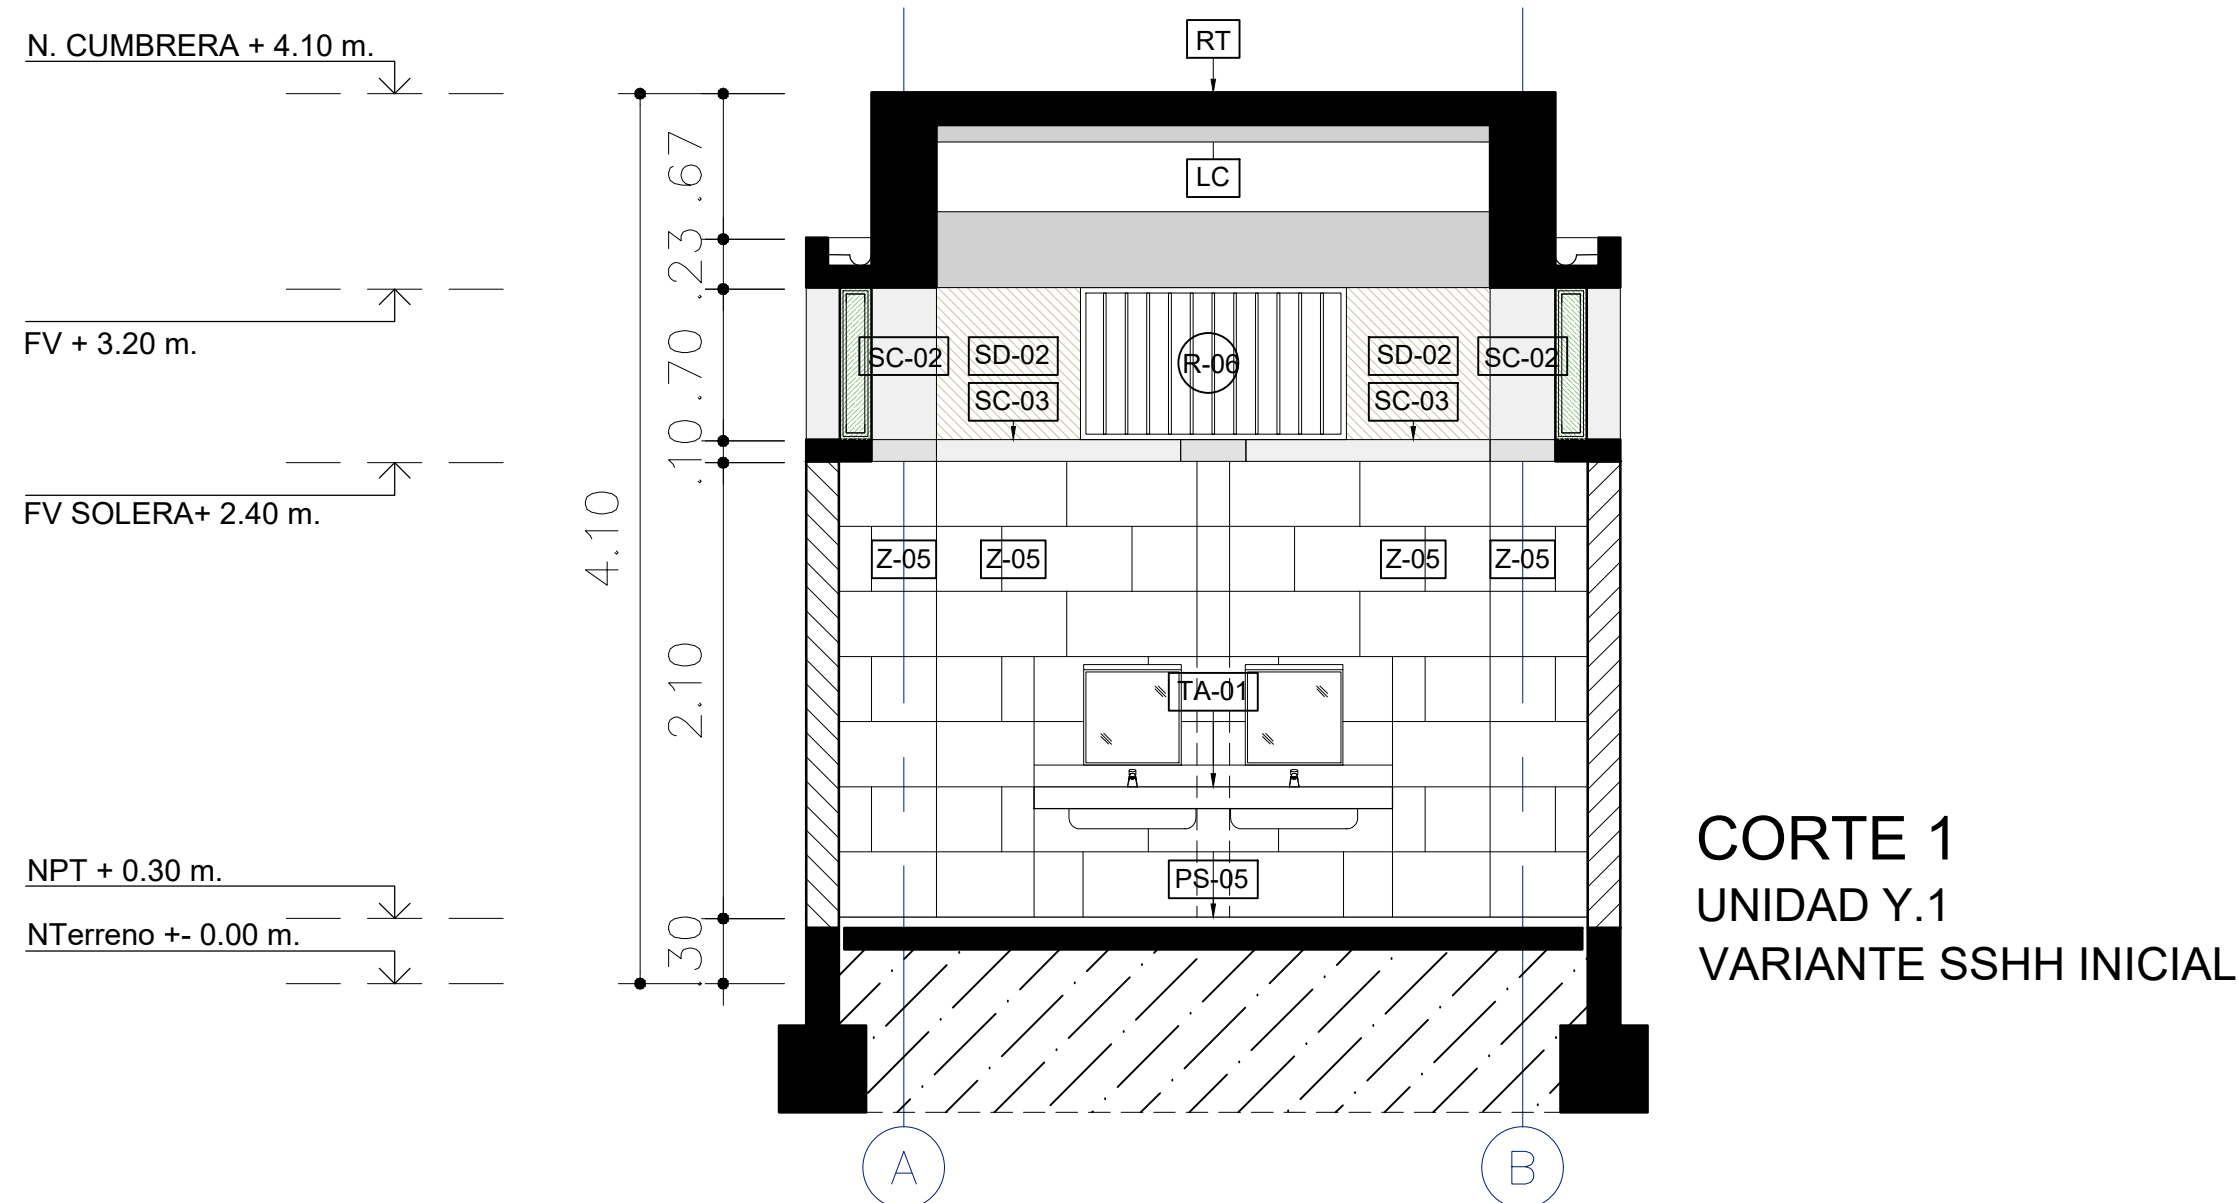 N. CUMBRERA + 4.10 m.
RT
.67
LC
.23
FV + 3.20 m.
.70
SC-02
SD-02
R-06
SD-02
SC-02
SC-03
SC-03
.10
FV SOLERA+ 2.40 m.
4.10
Z-05
Z-05
Z-05
Z-05
2.10
TA-01
NPT + 0.30 m.
PS-05
NTerreno +- 0.00 m.
.30
CORTE 1
UNIDAD Y.1
VARIANTE SSHH INICIAL
A
B